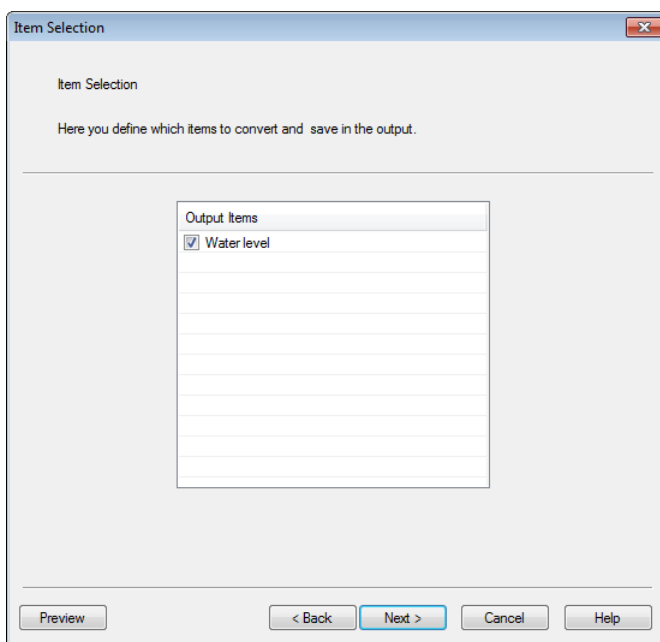 Item Selection
Item Selection
Here you define which items to convert and save in the output.
Output Items
Water level
Preview
< Back
Next >
Cancel
Help